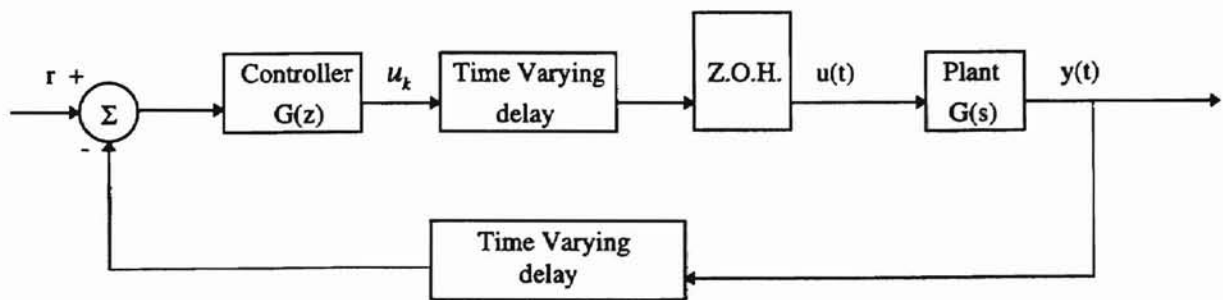 r +
Σ
-
Controller
G(z)
u_k
Time Varying
delay
Z.O.H.
u(t)
Plant
G(s)
y(t)
Time Varying
delay